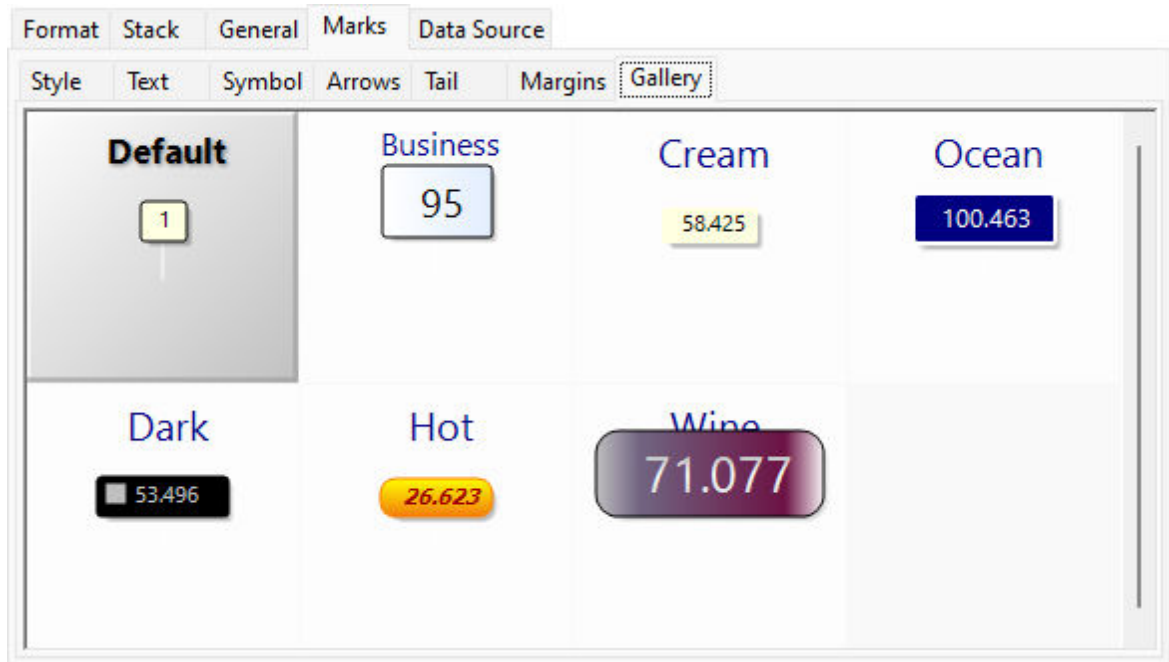 Format Stack General Marks Data Source
Style Text Symbol Arrows Tail Margins Gallery
Default Business Cream Ocean
1 95 58.425 100.463
Dark Hot Wine
53.496 26.623 71.077